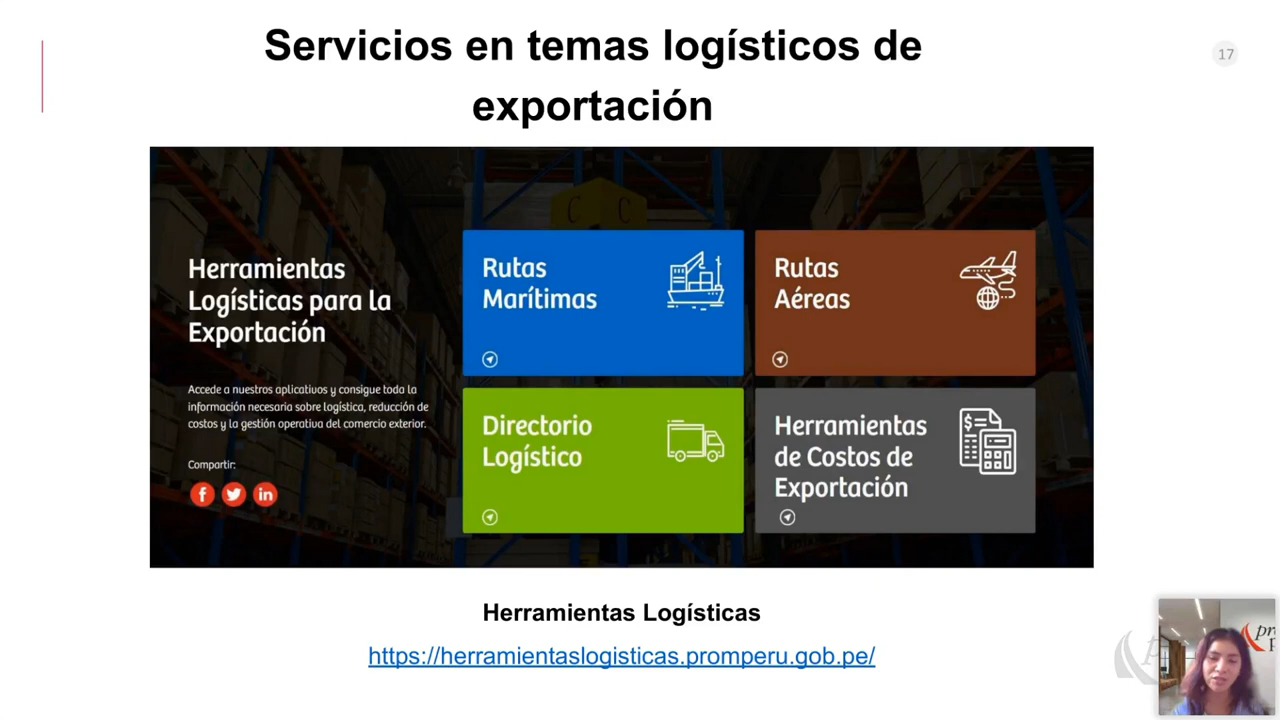 Servicios en temas logísticos de
exportación
17
C C
Herramientas
Logísticas para la
Exportación
Accede a nuestros aplicativos y consigue toda la
información necesaria sobre logística, reducción de
costos y la gestión operativa del comercio exterior.
Compartir:
Rutas
Marítimas
Rutas
Aéreas
Directorio
Logístico
Herramientas
de Costos de
Exportación
Herramientas Logísticas
https://herramientaslogisticas.promperu.gob.pe/